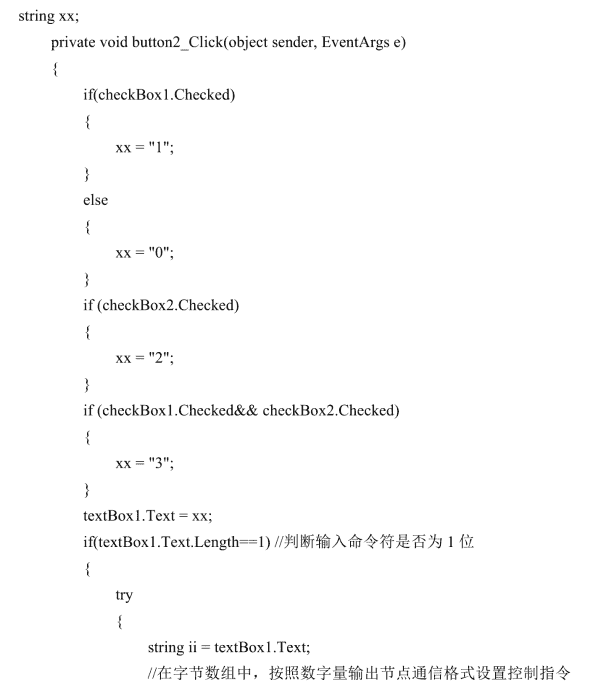 string xx;
private void button2_Click(object sender, EventArgs e)
{
if(checkBox1.Checked)
{
xx = "1";
}
else
{
xx = "0";
}
if (checkBox2.Checked)
{
xx = "2";
}
if (checkBox1.Checked&& checkBox2.Checked)
{
xx = "3";
}
textBox1.Text = xx;
if(textBox1.Text.Length==1) //判断输入命令符是否为 1 位
{
try
{
string ii = textBox1.Text;
//在字节数组中，按照数字量输出节点通信格式设置控制指令